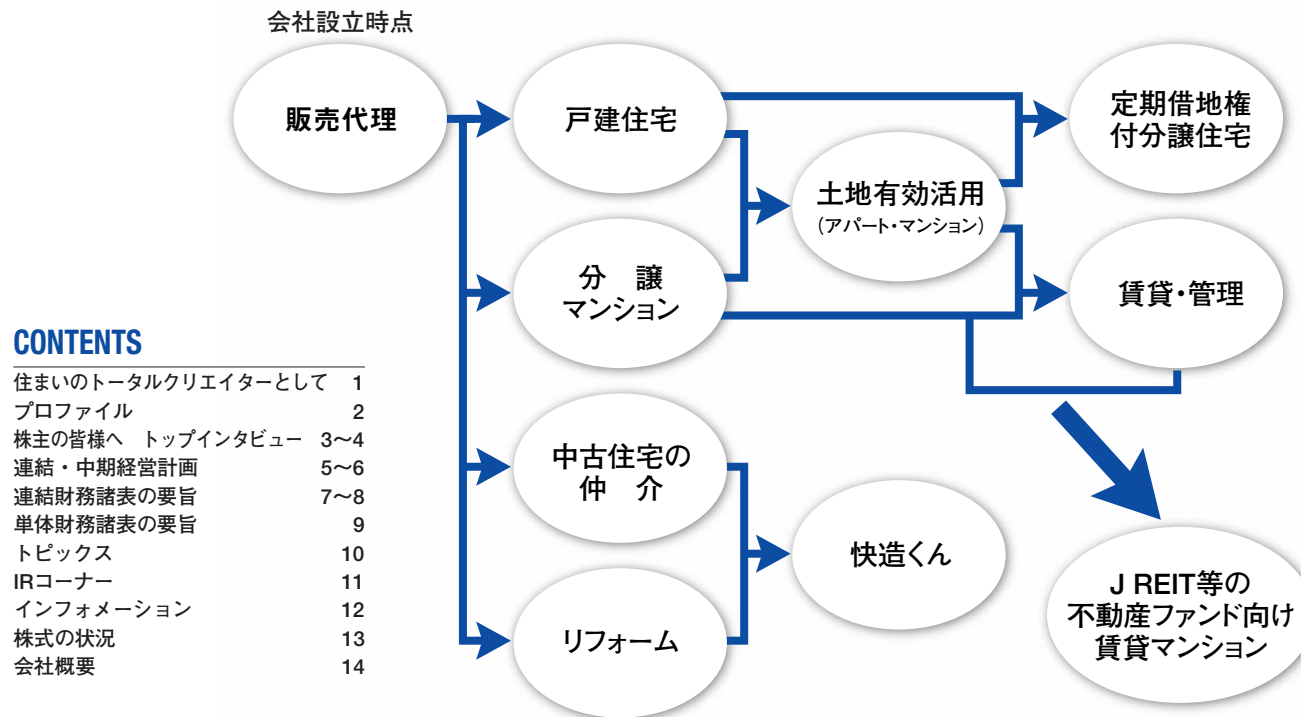 会社設立時点
販売代理
戸建住宅
定期借地権
付分譲住宅
土地有効活用
(アパート・マンション)
分　譲
マンション
賃貸・管理
中古住宅の
仲　介
快造くん
リフォーム
J REIT等の
不動産ファンド向け
賃貸マンション
CONTENTS
住まいのトータルクリエイターとして 1
プロファイル 2
株主の皆様へ　トップインタビュー 3〜4
連結・中期経営計画 5〜6
連結財務諸表の要旨 7〜8
単体財務諸表の要旨 9
トピックス 10
IRコーナー 11
インフォメーション 12
株式の状況 13
会社概要 14